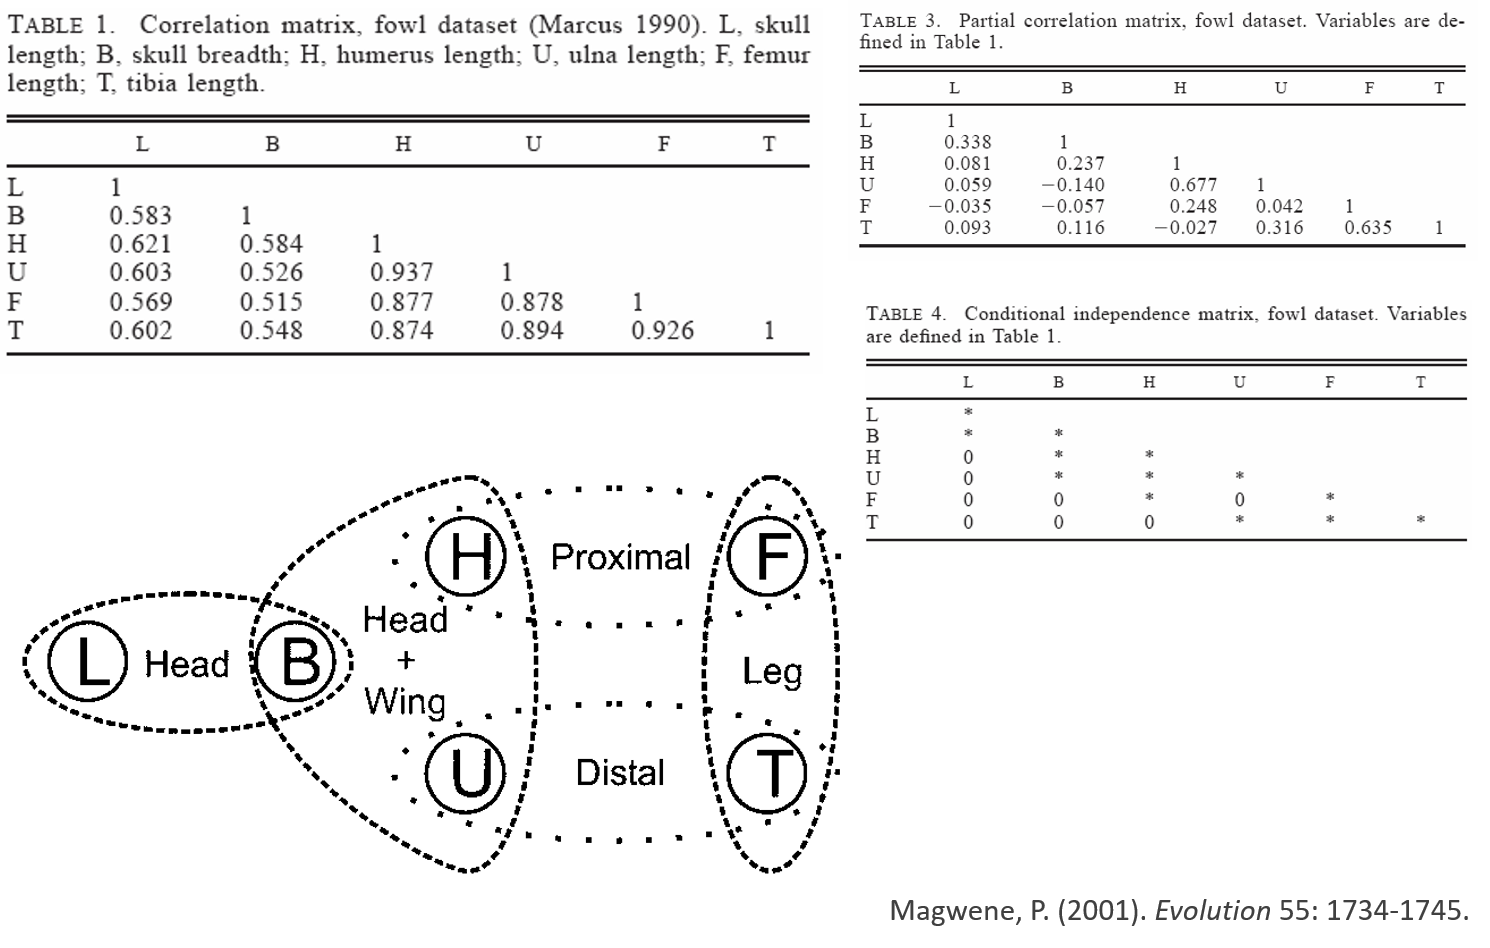 TABLE 1. Correlation matrix, fowl dataset (Marcus 1990). L, skull
length; B, skull breadth; H, humerus length; U, ulna length; F, femur
length; T, tibia length.
L B H U F T
L 1
B 0.583 1
H 0.621 0.584 1
U 0.603 0.526 0.937 1
F 0.569 0.515 0.877 0.878 1
T 0.602 0.548 0.874 0.894 0.926 1
TABLE 3. Partial correlation matrix, fowl dataset. Variables are de-
fined in Table 1.
L B H U F T
L 1
B 0.338 1
H 0.081 0.237 1
U 0.059 −0.140 0.677 1
F −0.035 −0.057 0.248 0.042 1
T 0.093 0.116 −0.027 0.316 0.635 1
TABLE 4. Conditional independence matrix, fowl dataset. Variables
are defined in Table 1.
L B H U F T
L *
B * *
H 0 * *
U 0 * * *
F 0 0 * 0 *
T 0 0 0 * * *
H Proximal F
Head
+
Wing
L Head B
Leg
U Distal T
Magwene, P. (2001). Evolution 55: 1734-1745.